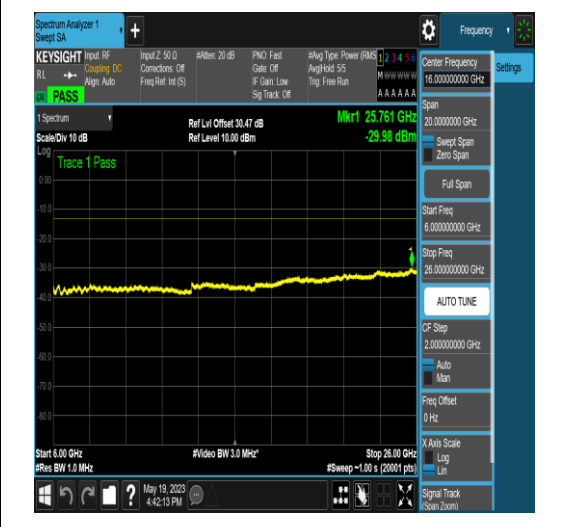 Spectrum Analyzer 1
Swept SA
+
Frequency
KEYSIGHT
RL
Input: RF
Coupling: DC
Align: Auto
Input Z: 50 Ω
Corrections: Off
Freq Ref: Int (S)
#Atten: 20 dB
PNO: Fast
Gate: Off
IF Gain: Low
Sig Track: Off
#Avg Type: Power (RMS
Avg|Hold: 5/5
Trig: Free Run
1 2 3 4 5 6
M W W W W W
A A A A A A
PASS
1 Spectrum
Scale/Div 10 dB
Ref Lvl Offset 30.47 dB
Ref Level 10.00 dBm
Mkr1 25.761 GHz
-29.98 dBm
Log
Trace 1 Pass
0.00
-10.0
-20.0
-30.0
-40.0
-50.0
-60.0
-70.0
-80.0
1
Start 6.00 GHz
#Res BW 1.0 MHz
#Video BW 3.0 MHz*
Stop 26.00 GHz
#Sweep ~1.00 s (20001 pts)
?
May 19, 2023
4:42:13 PM
Center Frequency
16.000000000 GHz
Settings
Span
20.0000000 GHz
Swept Span
Zero Span
Full Span
Start Freq
6.000000000 GHz
Stop Freq
26.000000000 GHz
AUTO TUNE
CF Step
2.000000000 GHz
Auto
Man
Freq Offset
0 Hz
X Axis Scale
Log
Lin
Signal Track
(Span Zoom)